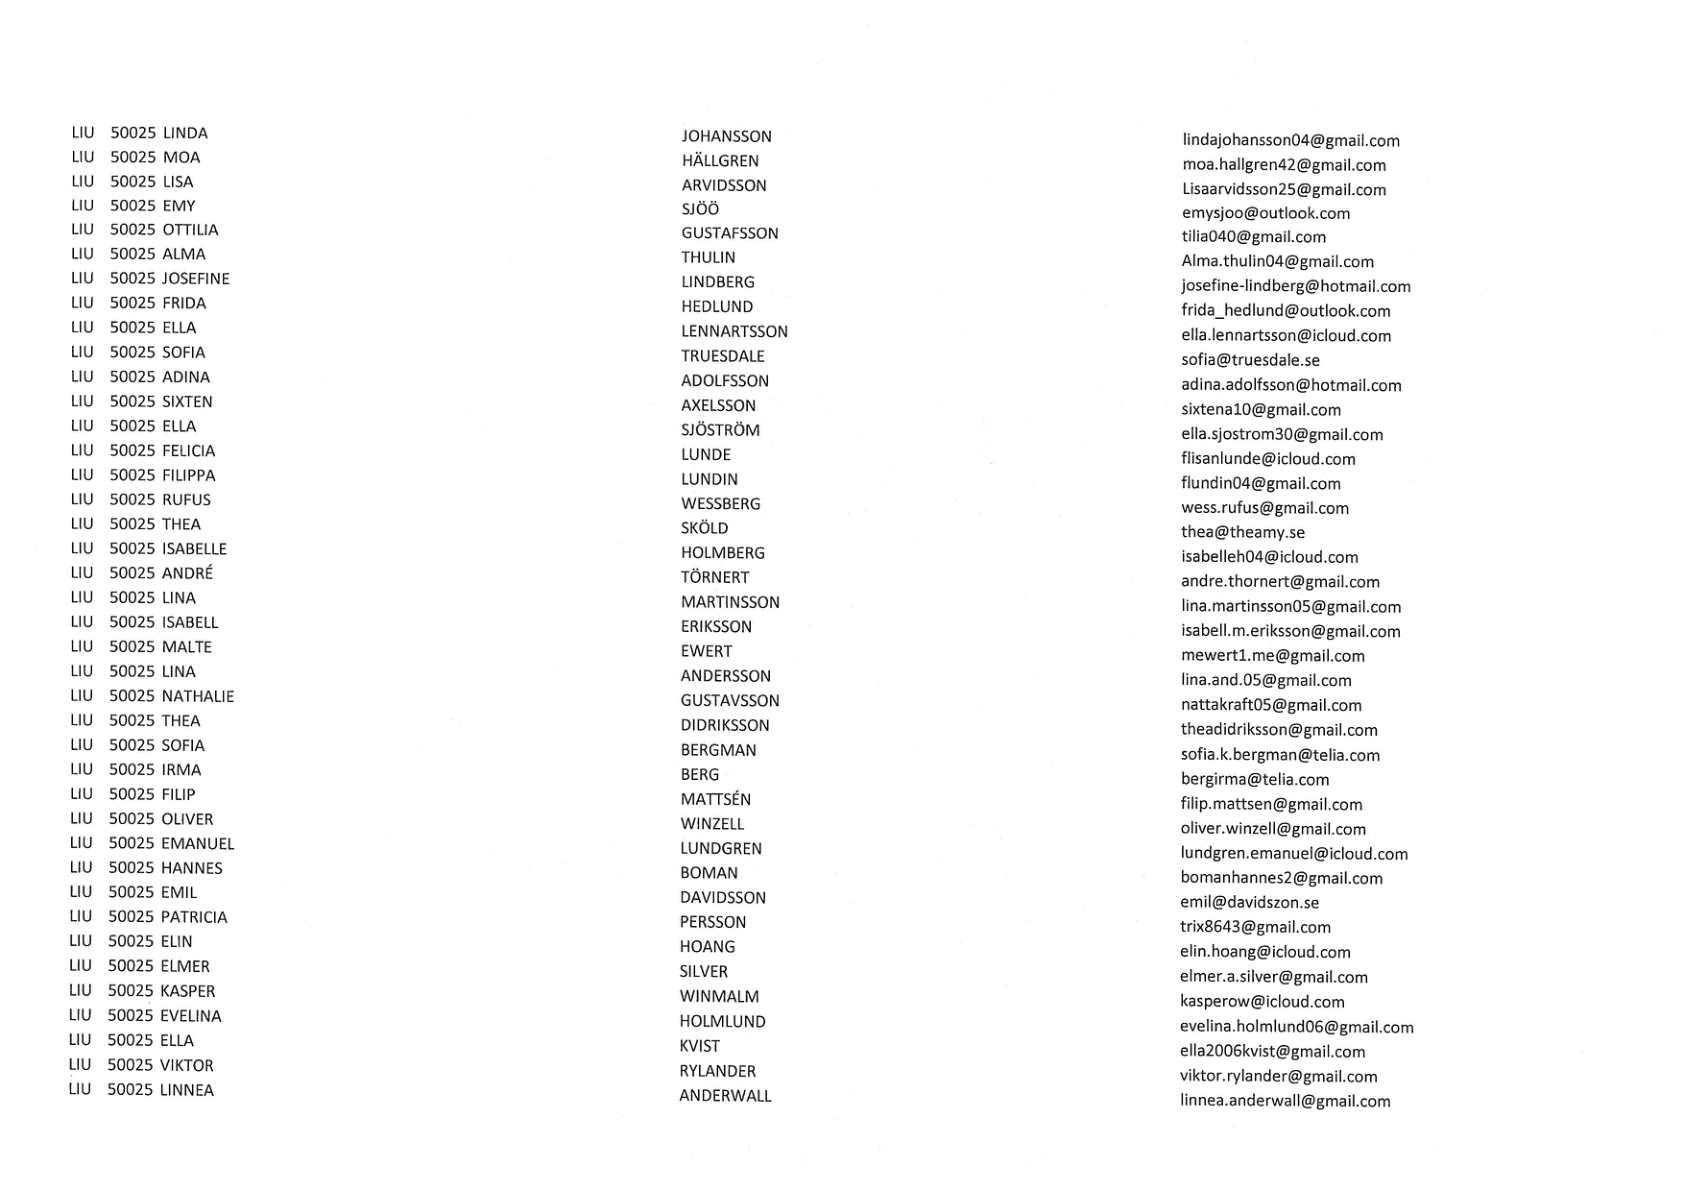 LIU 50025 LINDA JOHANSSON lindajohansson04@gmail.com
LIU 50025 MOA HÄLLGREN moa.hallgren42@gmail.com
LIU 50025 LISA ARVIDSSON Lisaarvidsson25@gmail.com
LIU 50025 EMY SJÖÖ emysjoo@outlook.com
LIU 50025 OTTILIA GUSTAFSSON tilia040@gmail.com
LIU 50025 ALMA THULIN Alma.thulin04@gmail.com
LIU 50025 JOSEFINE LINDBERG josefine-lindberg@hotmail.com
LIU 50025 FRIDA HEDLUND frida_hedlund@outlook.com
LIU 50025 ELLA LENNARTSSON ella.lennartsson@icloud.com
LIU 50025 SOFIA TRUESDALE sofia@truesdale.se
LIU 50025 ADINA ADOLFSSON adina.adolfsson@hotmail.com
LIU 50025 SIXTEN AXELSSON sixtena10@gmail.com
LIU 50025 ELLA SJÖSTRÖM ella.sjostrom30@gmail.com
LIU 50025 FELICIA LUNDE flisanlunde@icloud.com
LIU 50025 FILIPPA LUNDIN flundin04@gmail.com
LIU 50025 RUFUS WESSBERG wess.rufus@gmail.com
LIU 50025 THEA SKÖLD thea@theamy.se
LIU 50025 ISABELLE HOLMBERG isabelleh04@icloud.com
LIU 50025 ANDRÉ TÖRNERT andre.thornert@gmail.com
LIU 50025 LINA MARTINSSON lina.martinsson05@gmail.com
LIU 50025 ISABELL ERIKSSON isabell.m.eriksson@gmail.com
LIU 50025 MALTE EWERT mewert1.me@gmail.com
LIU 50025 LINA ANDERSSON lina.and.05@gmail.com
LIU 50025 NATHALIE GUSTAVSSON nattakraft05@gmail.com
LIU 50025 THEA DIDRIKSSON theadidriksson@gmail.com
LIU 50025 SOFIA BERGMAN sofia.k.bergman@telia.com
LIU 50025 IRMA BERG bergirma@telia.com
LIU 50025 FILIP MATTSÉN filip.mattsen@gmail.com
LIU 50025 OLIVER WINZELL oliver.winzell@gmail.com
LIU 50025 EMANUEL LUNDGREN lundgren.emanuel@icloud.com
LIU 50025 HANNES BOMAN bomanhannes2@gmail.com
LIU 50025 EMIL DAVIDSSON emil@davidszon.se
LIU 50025 PATRICIA PERSSON trix8643@gmail.com
LIU 50025 ELIN HOANG elin.hoang@icloud.com
LIU 50025 ELMER SILVER elmer.a.silver@gmail.com
LIU 50025 KASPER WINMALM kasperow@icloud.com
LIU 50025 EVELINA HOLMLUND evelina.holmlund06@gmail.com
LIU 50025 ELLA KVIST ella2006kvist@gmail.com
LIU 50025 VIKTOR RYLANDER viktor.rylander@gmail.com
LIU 50025 LINNEA ANDERWALL linnea.anderwall@gmail.com